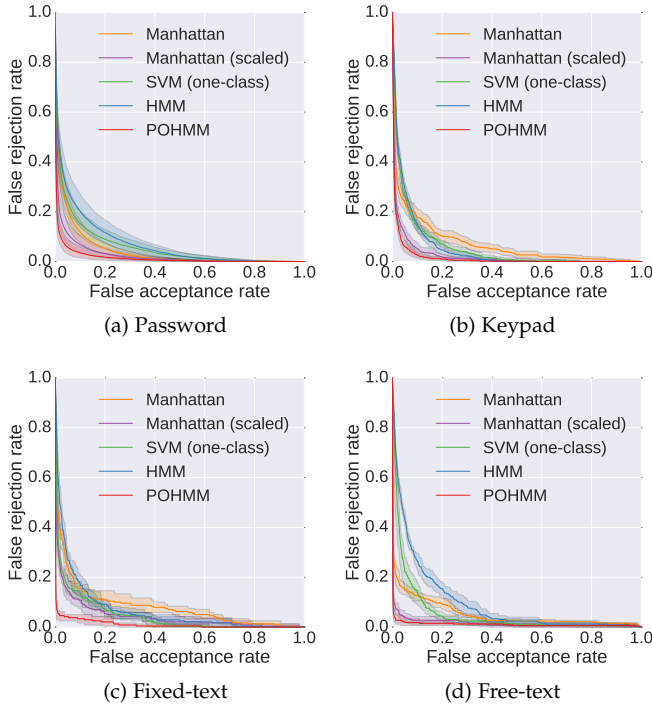 1.0
0.8
0.6
0.4
0.2
0.0
0.0 0.2 0.4 0.6 0.8 1.0
False rejection rate
False acceptance rate
Manhattan
Manhattan (scaled)
SVM (one-class)
HMM
POHMM
(a) Password
1.0
0.8
0.6
0.4
0.2
0.0
0.0 0.2 0.4 0.6 0.8 1.0
False rejection rate
False acceptance rate
Manhattan
Manhattan (scaled)
SVM (one-class)
HMM
POHMM
(b) Keypad
1.0
0.8
0.6
0.4
0.2
0.0
0.0 0.2 0.4 0.6 0.8 1.0
False rejection rate
False acceptance rate
Manhattan
Manhattan (scaled)
SVM (one-class)
HMM
POHMM
(c) Fixed-text
1.0
0.8
0.6
0.4
0.2
0.0
0.0 0.2 0.4 0.6 0.8 1.0
False rejection rate
False acceptance rate
Manhattan
Manhattan (scaled)
SVM (one-class)
HMM
POHMM
(d) Free-text